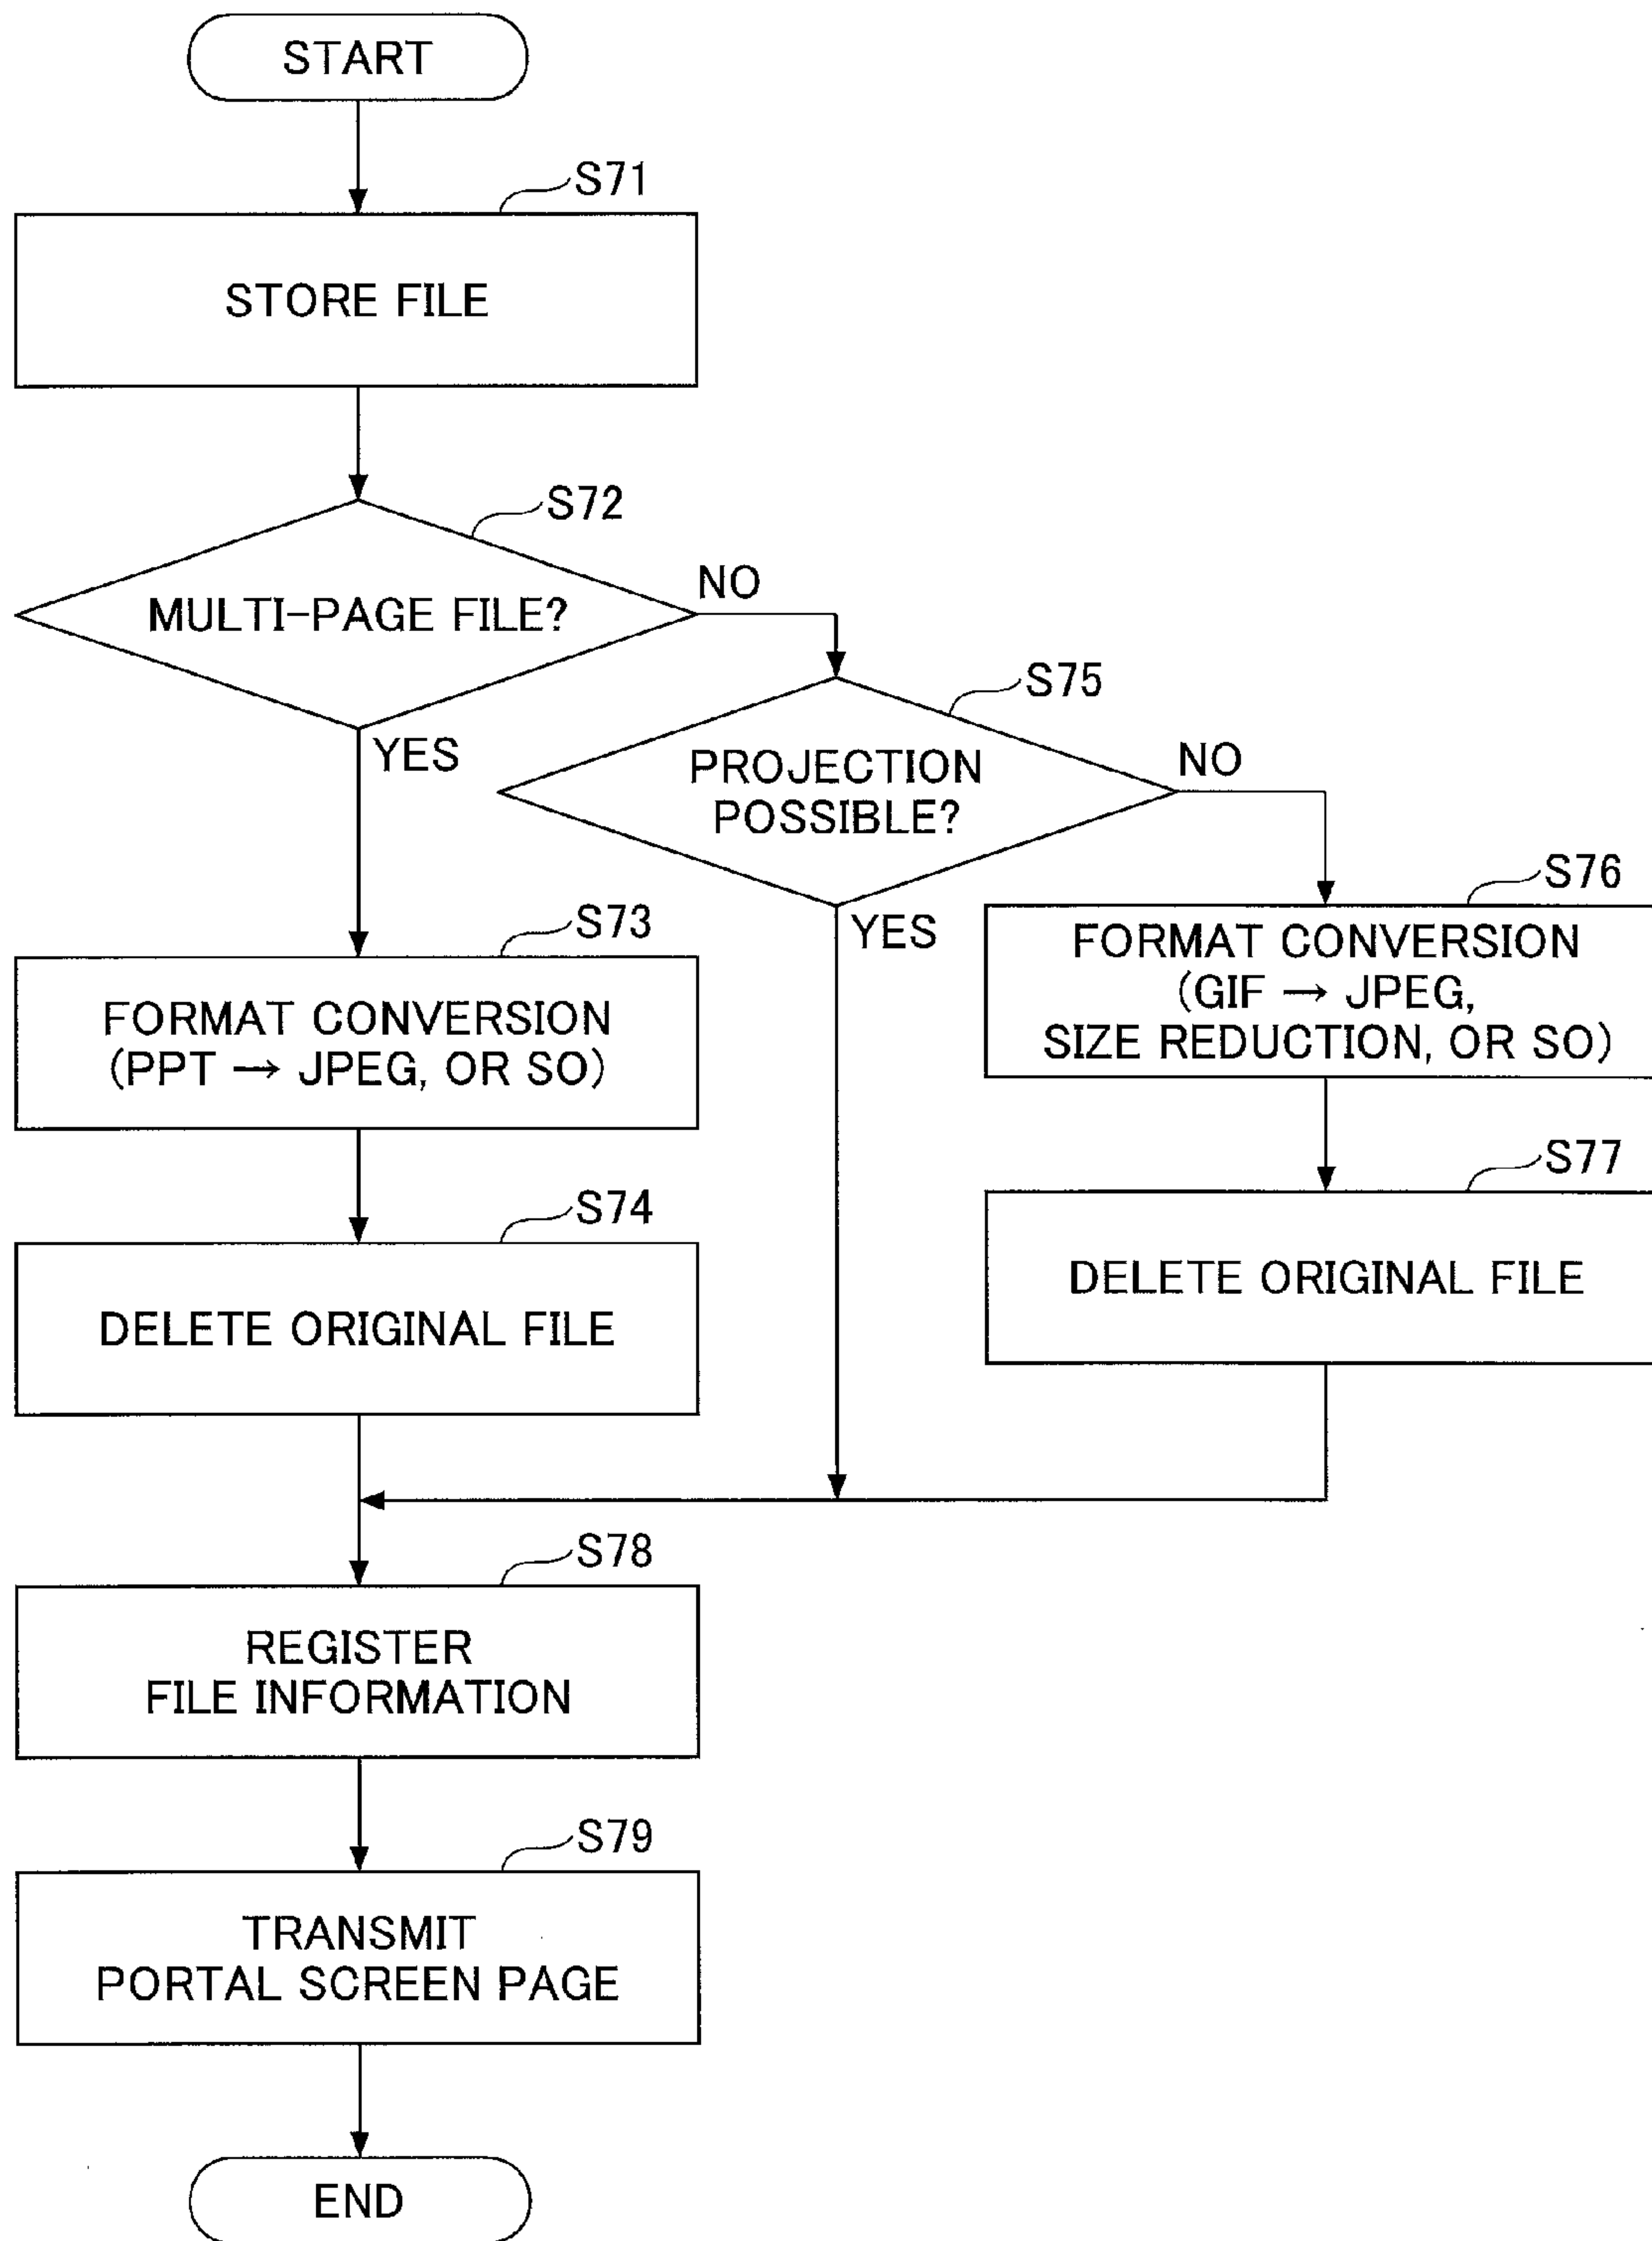 START
S71
STORE FILE
S72
MULTI-PAGE FILE?
NO
YES
S75
PROJECTION
POSSIBLE?
NO
YES
S73
FORMAT CONVERSION
(PPT → JPEG, OR SO)
S76
FORMAT CONVERSION
(GIF → JPEG,
SIZE REDUCTION, OR SO)
S74
DELETE ORIGINAL FILE
S77
DELETE ORIGINAL FILE
S78
REGISTER
FILE INFORMATION
S79
TRANSMIT
PORTAL SCREEN PAGE
END